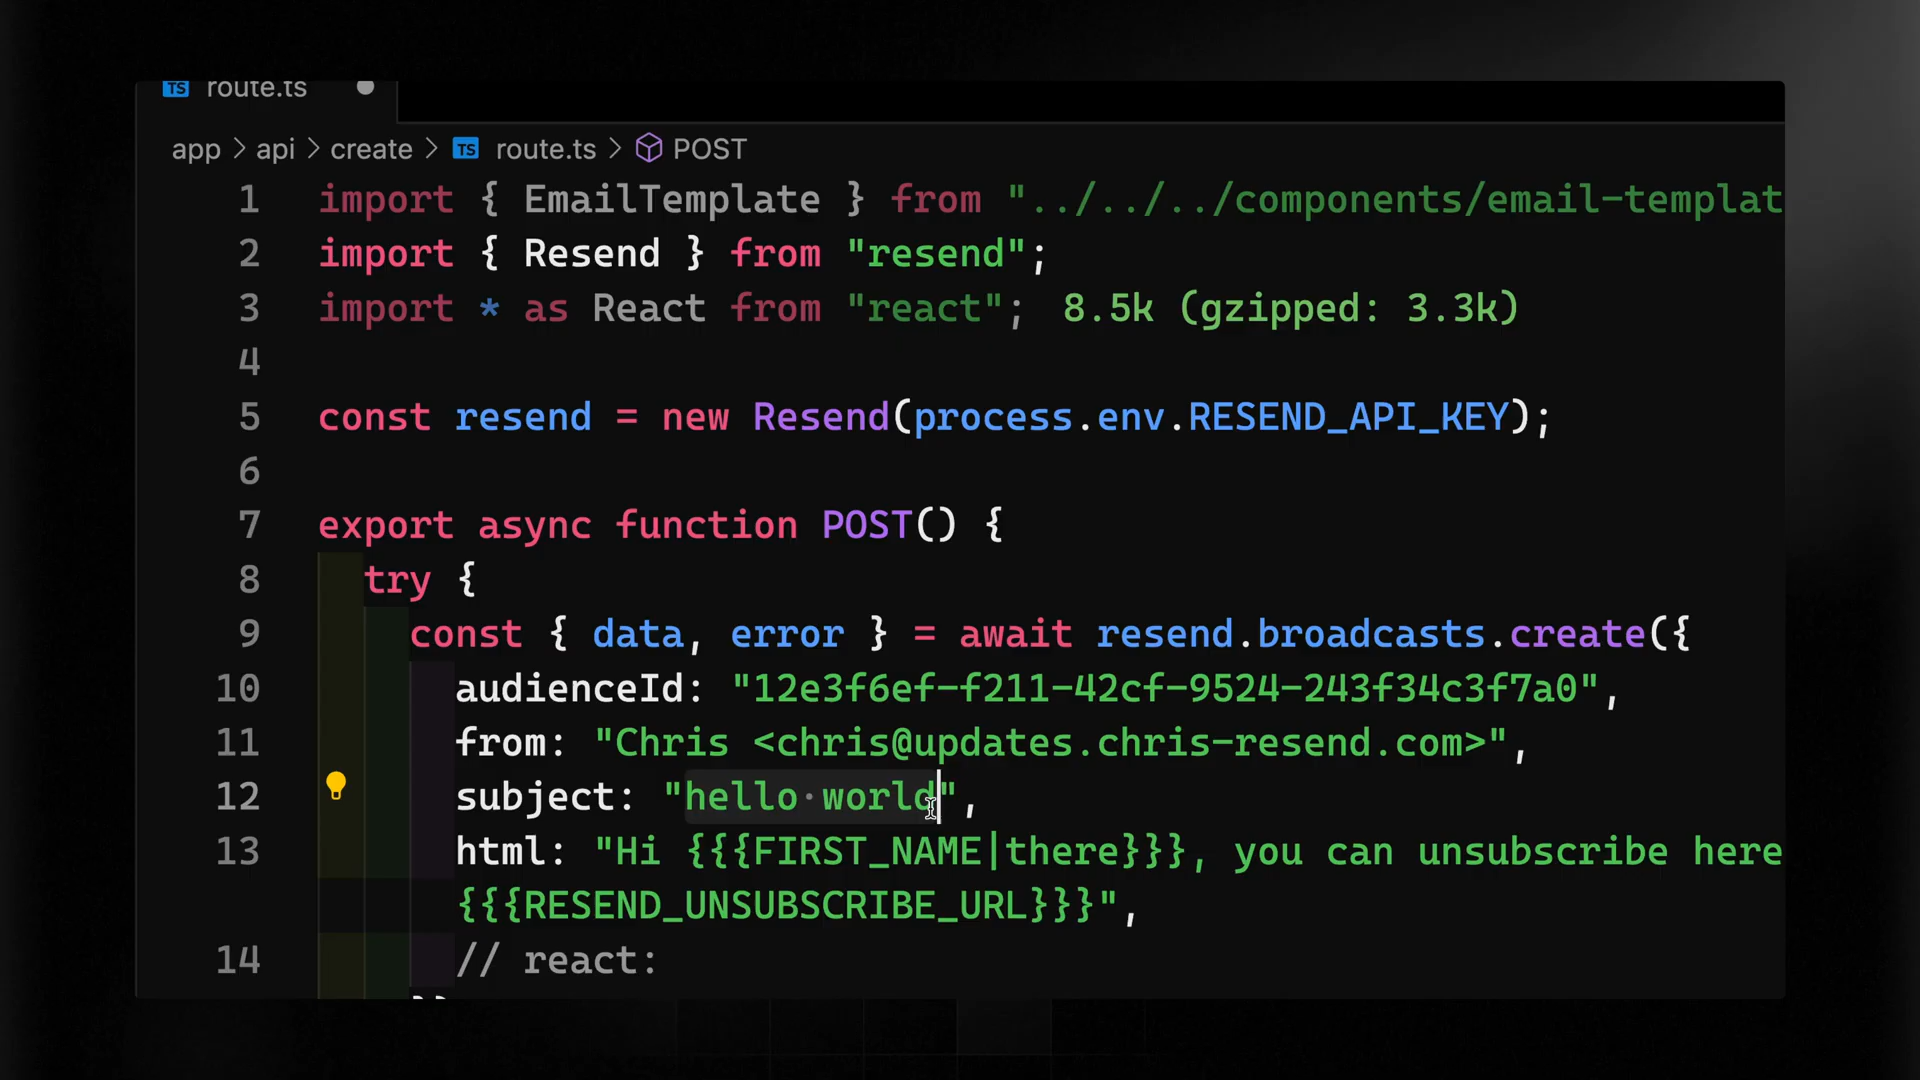 TS route.ts
app > api > create > TS route.ts > POST
1 import { EmailTemplate } from "../../../components/email-templat
2 import { Resend } from "resend";
3 import * as React from "react"; 8.5k (gzipped: 3.3k)
4
5 const resend = new Resend(process.env.RESEND_API_KEY);
6
7 export async function POST() {
8 try {
9 const { data, error } = await resend.broadcasts.create({
10 audienceId: "12e3f6ef-f211-42cf-9524-243f34c3f7a0",
11 from: "Chris <chris@updates.chris-resend.com>",
12 subject: "hello·world",
13 html: "Hi {{{FIRST_NAME|there}}}, you can unsubscribe here
{{{RESEND_UNSUBSCRIBE_URL}}}",
14 // react: